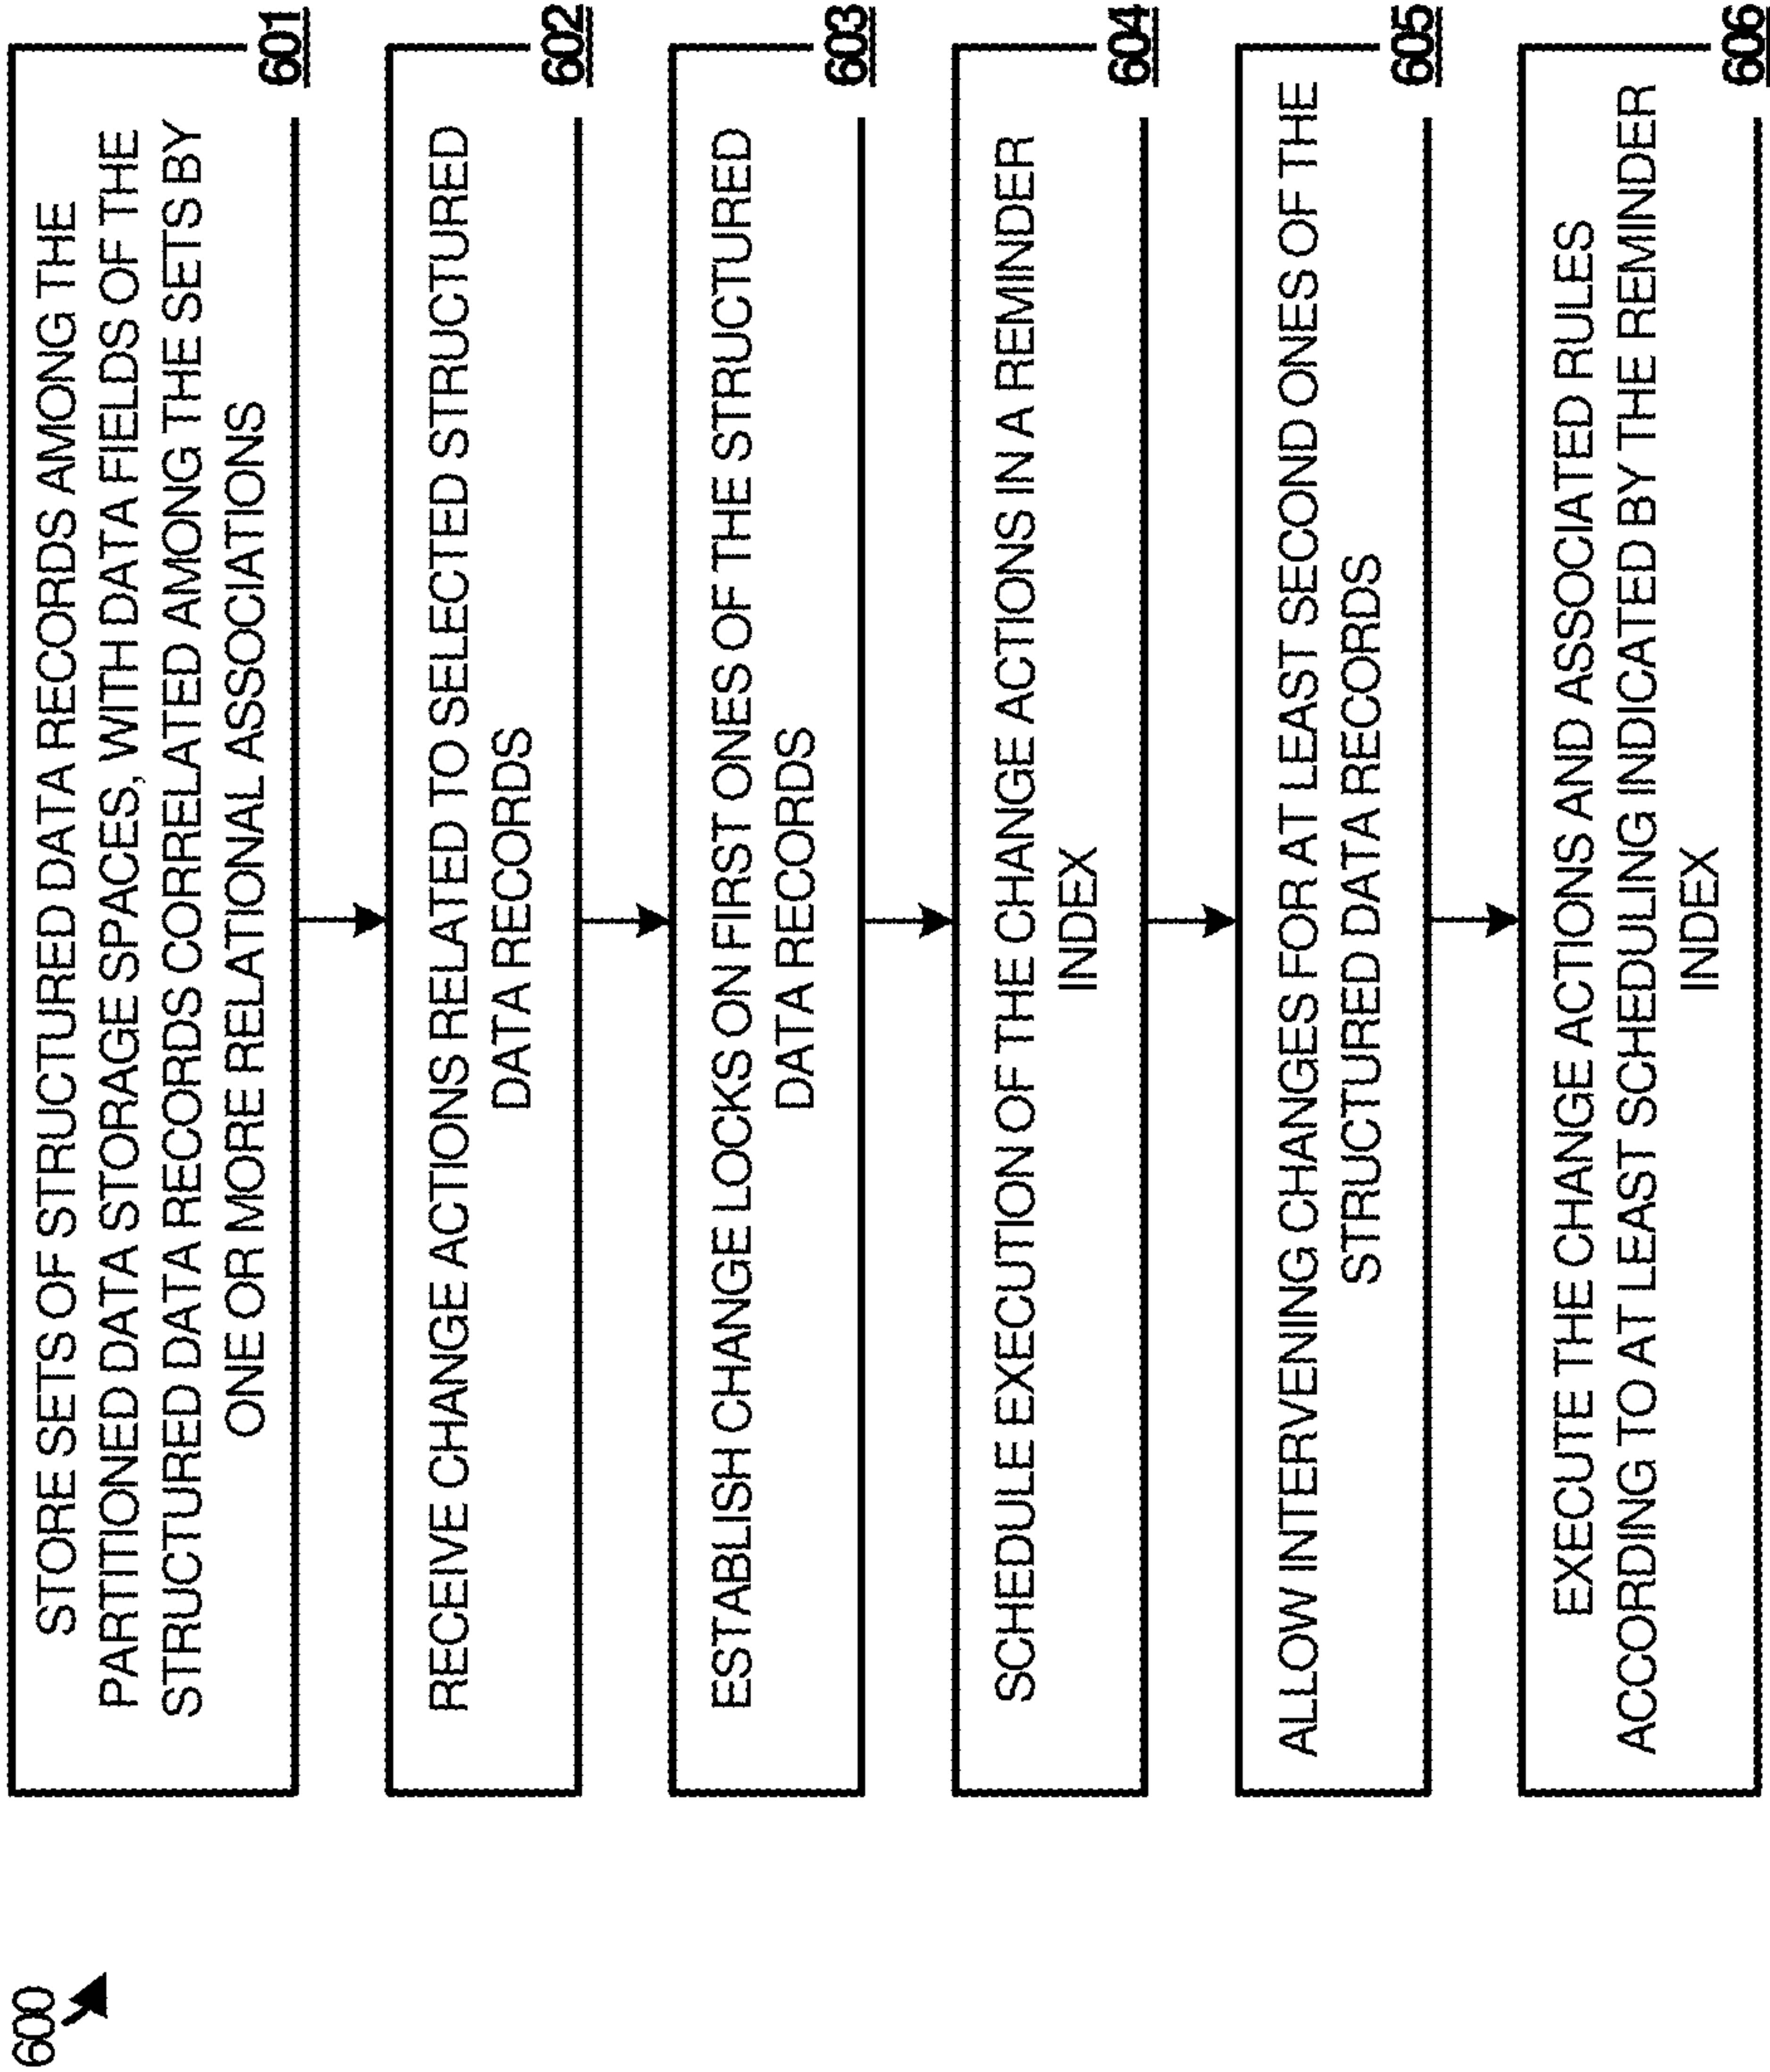 600
STORE SETS OF STRUCTURED DATA RECORDS AMONG THE
PARTITIONED DATA STORAGE SPACES, WITH DATA FIELDS OF THE
STRUCTURED DATA RECORDS CORRELATED AMONG THE SETS BY
ONE OR MORE RELATIONAL ASSOCIATIONS
601
RECEIVE CHANGE ACTIONS RELATED TO SELECTED STRUCTURED
DATA RECORDS
602
ESTABLISH CHANGE LOCKS ON FIRST ONES OF THE STRUCTURED
DATA RECORDS
603
SCHEDULE EXECUTION OF THE CHANGE ACTIONS IN A REMINDER
INDEX
604
ALLOW INTERVENING CHANGES FOR AT LEAST SECOND ONES OF THE
STRUCTURED DATA RECORDS
605
EXECUTE THE CHANGE ACTIONS AND ASSOCIATED RULES
ACCORDING TO AT LEAST SCHEDULING INDICATED BY THE REMINDER
INDEX
606